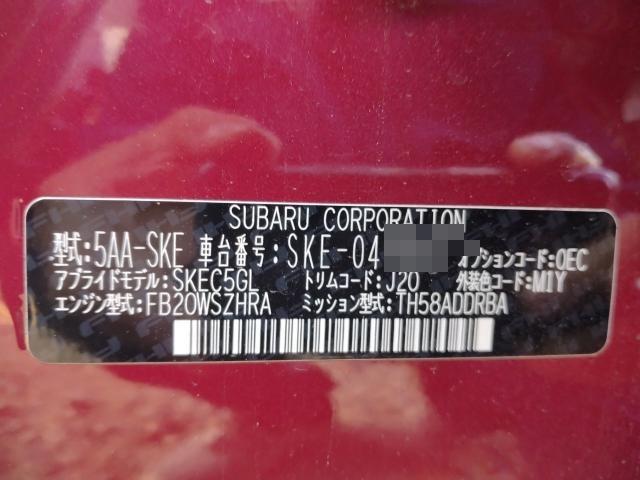 SUBARU CORPORATION
型式:5AA-SKE 車台番号:SKE-04 オプションコード:QEC
アプライドモデル:SKEC5GL トリムコード:J20 外装色コード:M1Y
エンジン型式:FB20WSZHRA ミッション型式:TH58ADDRBA